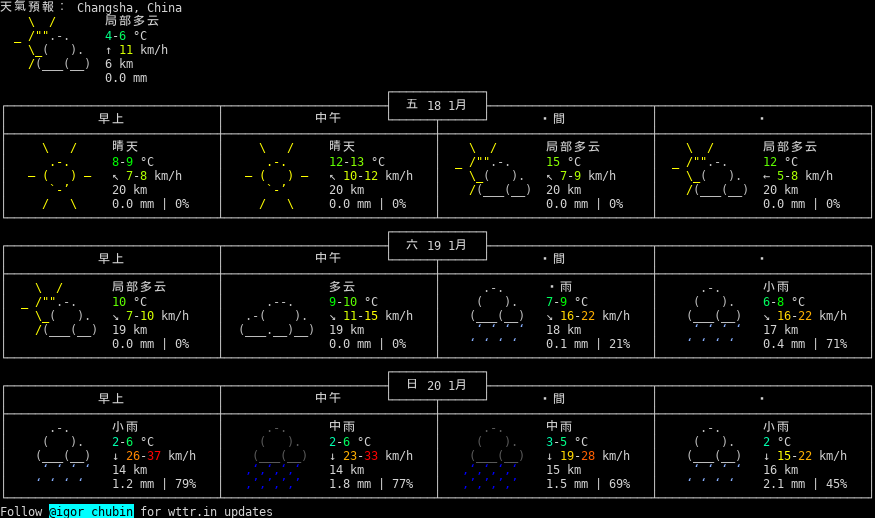 天氣預報： Changsha, China
局部多云
4-6 °C
↑ 11 km/h
6 km
0.0 mm
五 18 1月
早上 中午 ・間 ・
晴天 晴天 局部多云 局部多云
8-9 °C 12-13 °C 15 °C 12 °C
↖ 7-8 km/h ↖ 10-12 km/h ↖ 7-9 km/h ← 5-8 km/h
20 km 20 km 20 km 20 km
0.0 mm | 0% 0.0 mm | 0% 0.0 mm | 0% 0.0 mm | 0%
六 19 1月
早上 中午 ・間 ・
局部多云 多云 ・雨 小雨
10 °C 9-10 °C 7-9 °C 6-8 °C
↘ 7-10 km/h ↘ 11-15 km/h ↘ 16-22 km/h ↘ 16-22 km/h
19 km 19 km 18 km 17 km
0.0 mm | 0% 0.0 mm | 0% 0.1 mm | 21% 0.4 mm | 71%
日 20 1月
早上 中午 ・間 ・
小雨 中雨 中雨 小雨
2-6 °C 2-6 °C 3-5 °C 2 °C
↓ 26-37 km/h ↓ 23-33 km/h ↓ 19-28 km/h ↓ 15-22 km/h
14 km 14 km 15 km 16 km
1.2 mm | 79% 1.8 mm | 77% 1.5 mm | 69% 2.1 mm | 45%
Follow @igor_chubin for wttr.in updates